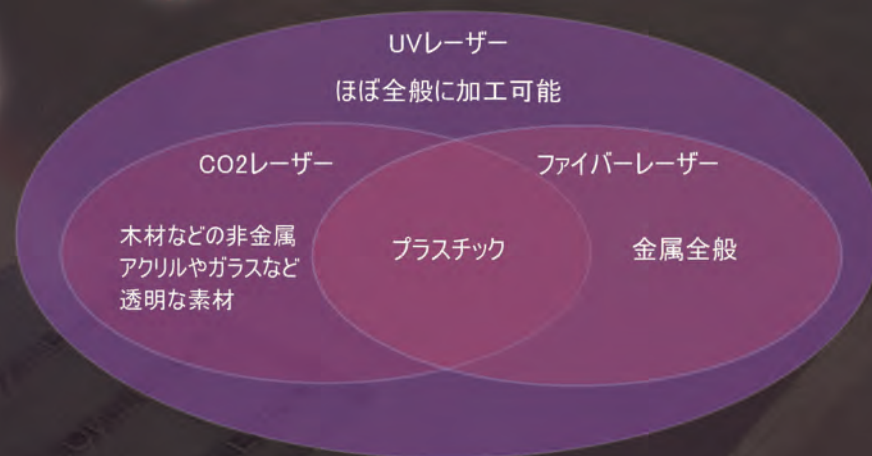 UVレーザー
ほぼ全般に加工可能
CO2レーザー
ファイバーレーザー
木材などの非金属
アクリルやガラスなど
透明な素材
プラスチック
金属全般